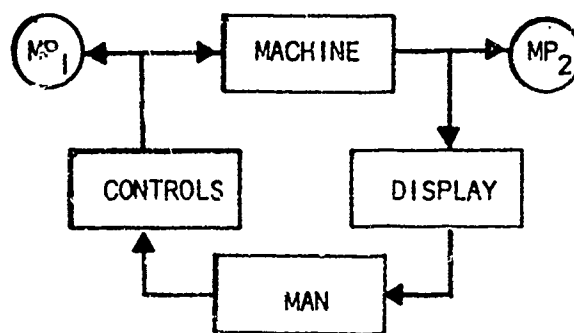 MP1
MACHINE
MP2
CONTROLS
DISPLAY
MAN